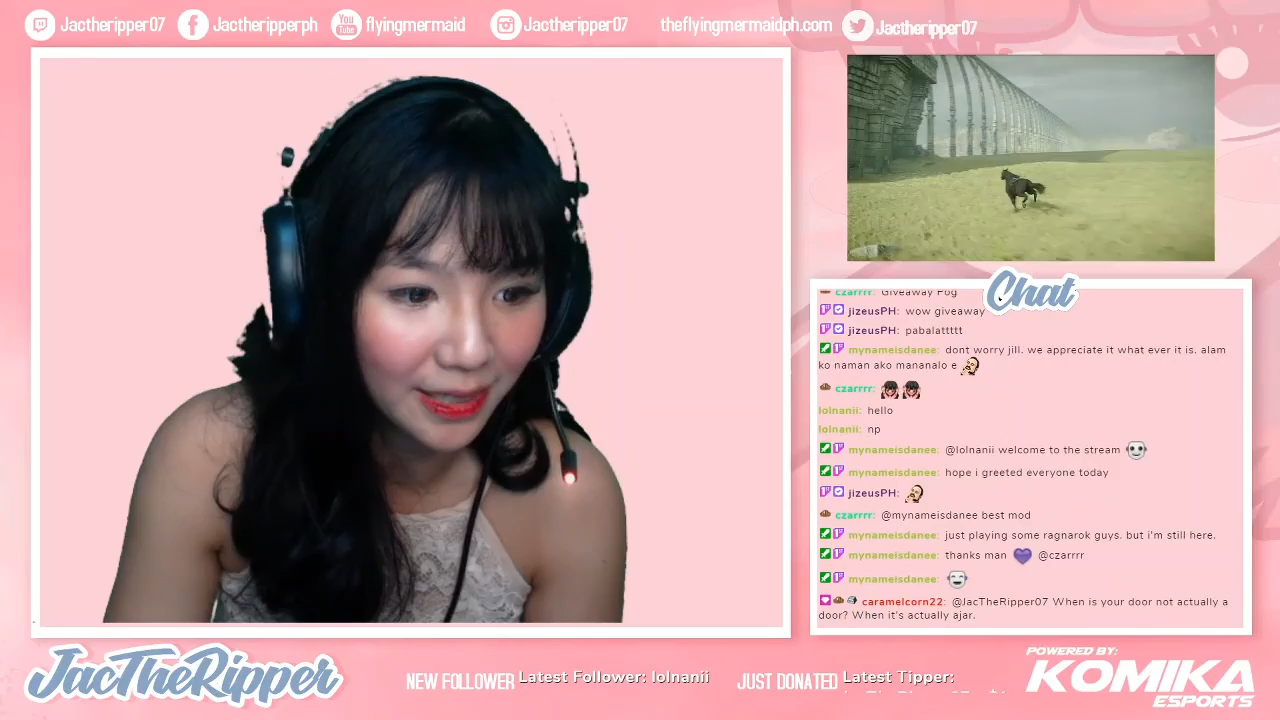 Jactheripper07 Jactheripperph flyingmermaid Jactheripper07 theflyingmermaidph.com Jactheripper07
You
Tube
Chat
czarrrr: Giveaway Pog
jizeusPH: wow giveaway
jizeusPH: pabalattttt
mynameisdanee: dont worry jill. we appreciate it what ever it is. alam
ko naman ako mananalo e
czarrrr:
lolnanii: hello
lolnanii: np
mynameisdanee: @lolnanii welcome to the stream
mynameisdanee: hope i greeted everyone today
jizeusPH:
czarrrr: @mynameisdanee best mod
mynameisdanee: just playing some ragnarok guys. but i'm still here.
mynameisdanee: thanks man @czarrrr
mynameisdanee:
caramelcorn22: @JacTheRipper07 When is your door not actually a
door? When it's actually ajar.
JacTheRipper
NEW FOLLOWER Latest Follower: lolnanii
JUST DONATED Latest Tipper:
POWERED BY:
KOMIKA
ESPORTS